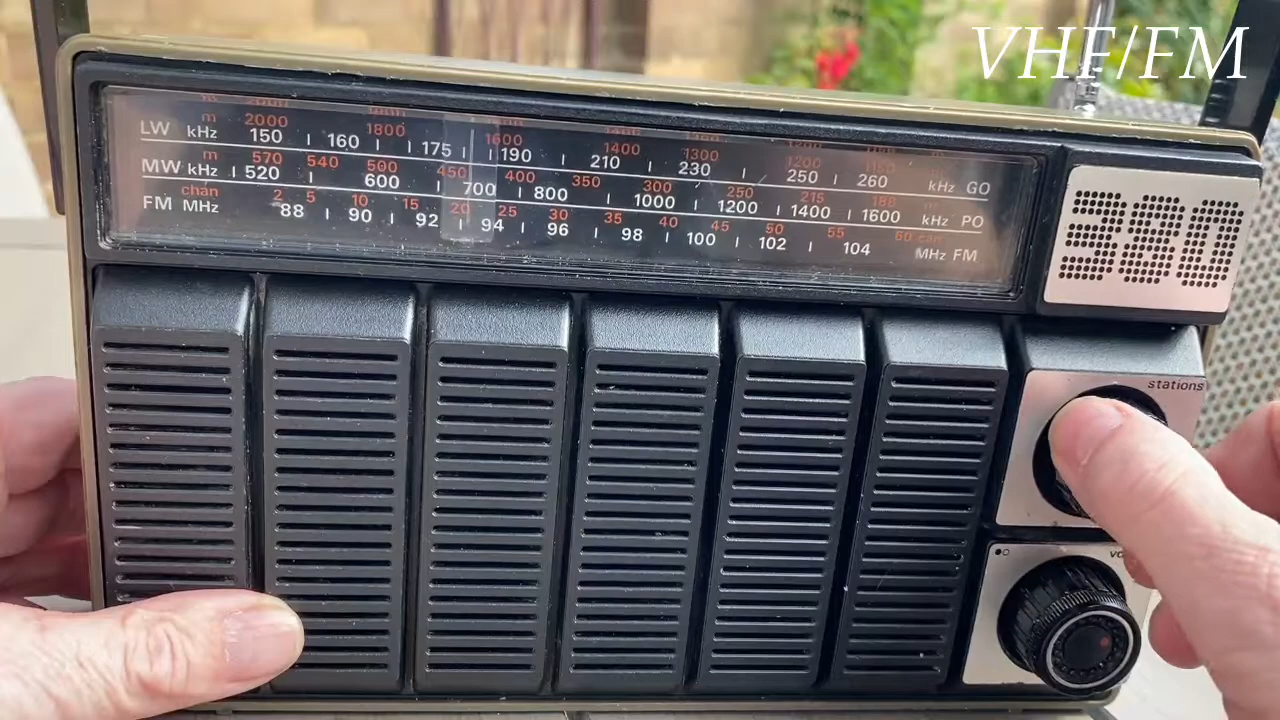 VHF/FM
m 2000 1800 1600 1400 1300 1200 1150
LW kHz 150 160 175 190 210 230 250 260 kHz GO
m 570 540 500 450 400 350 300 250 215 188
MW kHz 520 600 700 800 1000 1200 1400 1600 kHz PO
chan 2 5 10 15 20 25 30 35 40 45 50 55 60 can
FM MHz 88 90 92 94 96 98 100 102 104 MHz FM
380
stations